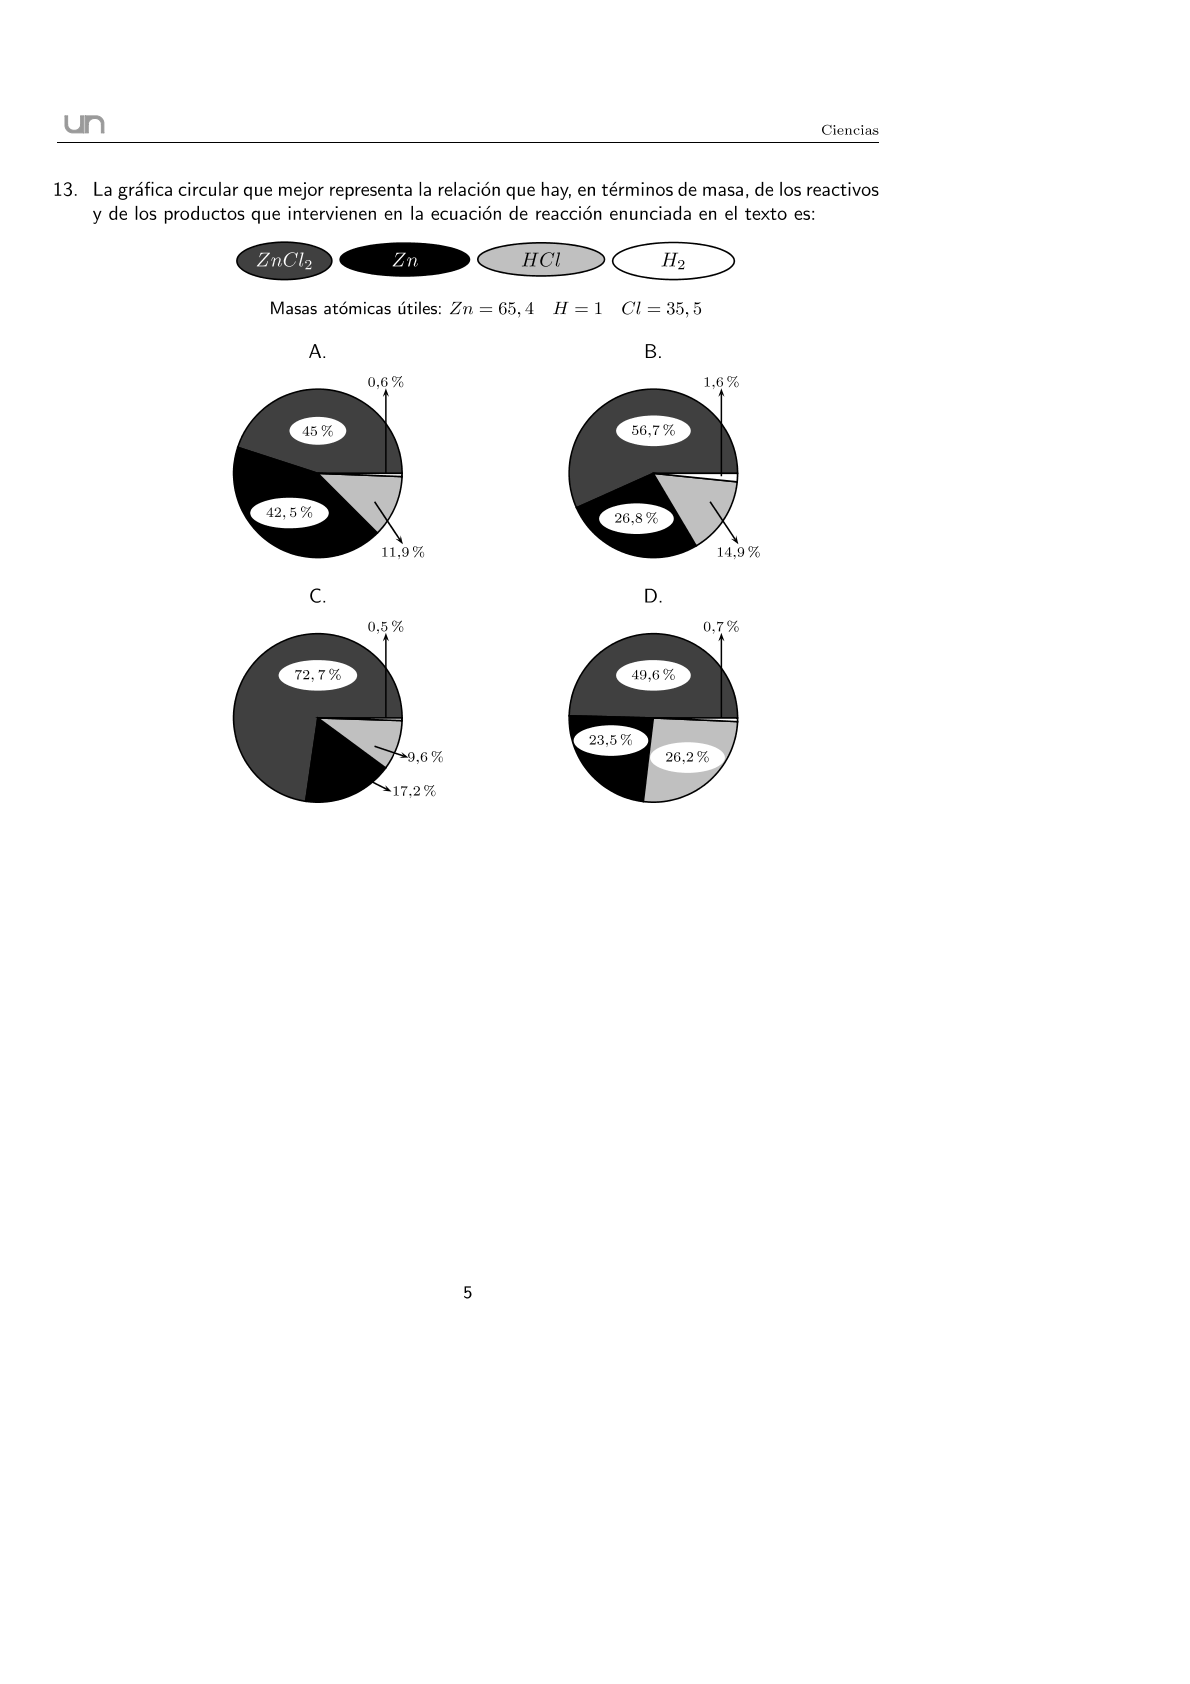 un
Ciencias
13. La gráfica circular que mejor representa la relación que hay, en términos de masa, de los reactivos
y de los productos que intervienen en la ecuación de reacción enunciada en el texto es:
ZnCl₂ Zn HCl H₂
Masas atómicas útiles: Zn = 65, 4 H = 1 Cl = 35, 5
A. B.
0,6 % 1,6 %
45 % 56,7 %
42, 5 % 26,8 %
11,9 % 14,9 %
C. D.
0,5 % 0,7 %
72, 7 % 49,6 %
23,5 %
9,6 % 26,2 %
17,2 %
5